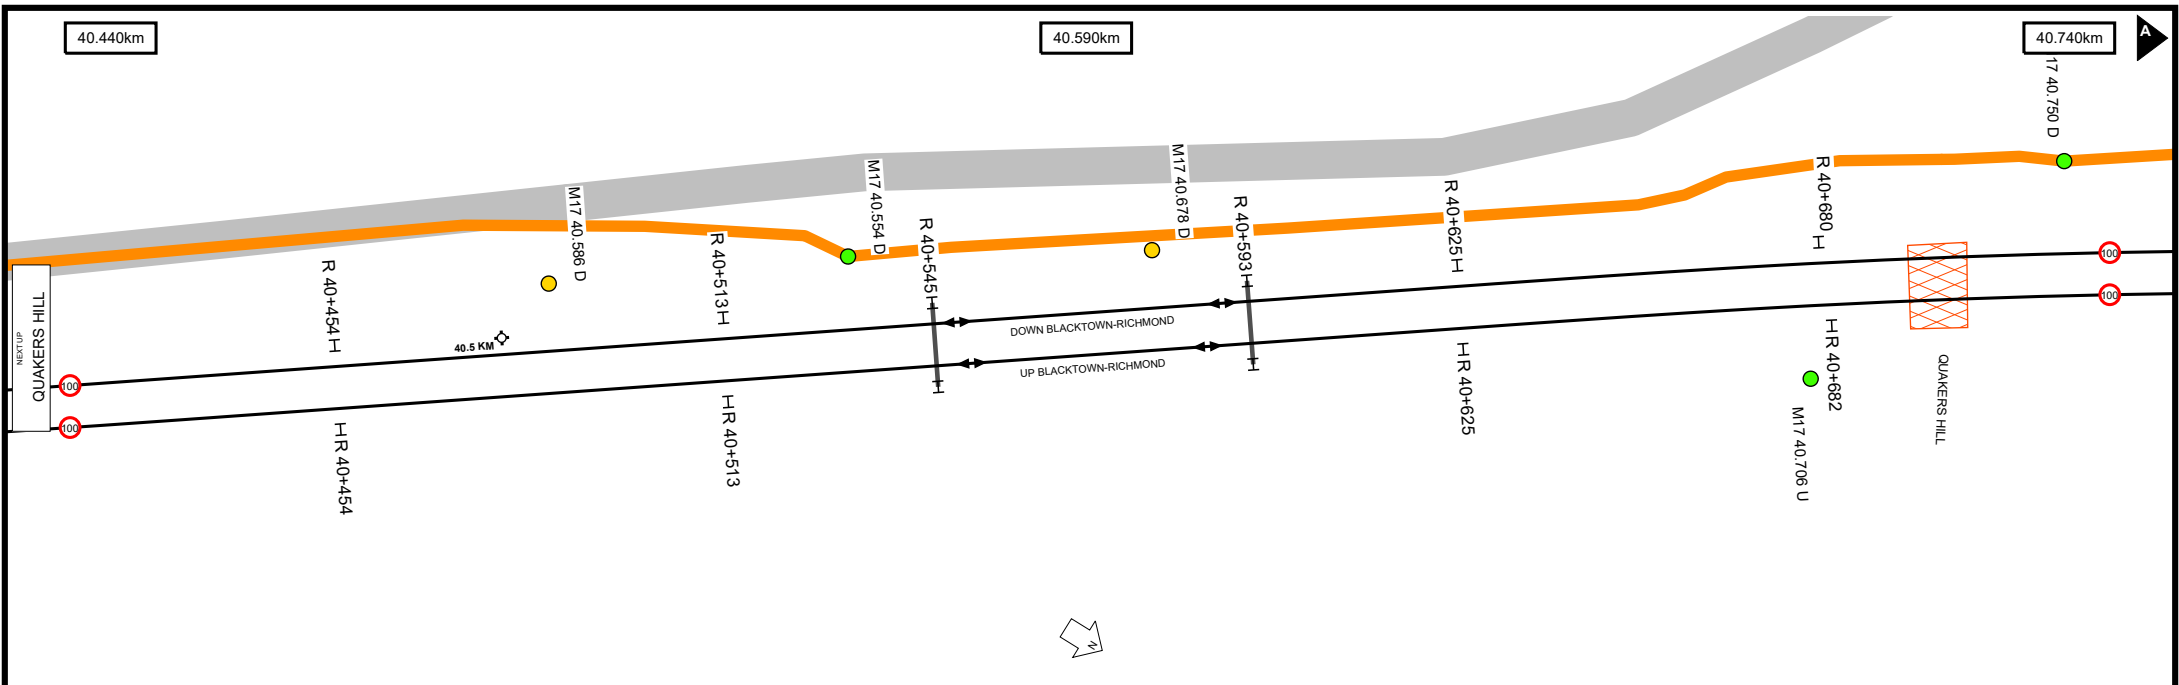 40.440km
40.590km
40.740km
A
17 40.750 D
M17 40.586 D
M17 40.554 D
M17 40.678 D
R 40+454 H
R 40+513 H
R 40+545 H
R 40+593 H
R 40+625 H
R 40+680 H
NEXT UP
QUAKERS HILL
100
100
40.5 KM
DOWN BLACKTOWN-RICHMOND
UP BLACKTOWN-RICHMOND
H
H
100
100
H R 40+454
H R 40+513
H R 40+625
H R 40+682
M17 40.706 U
QUAKERS HILL
N